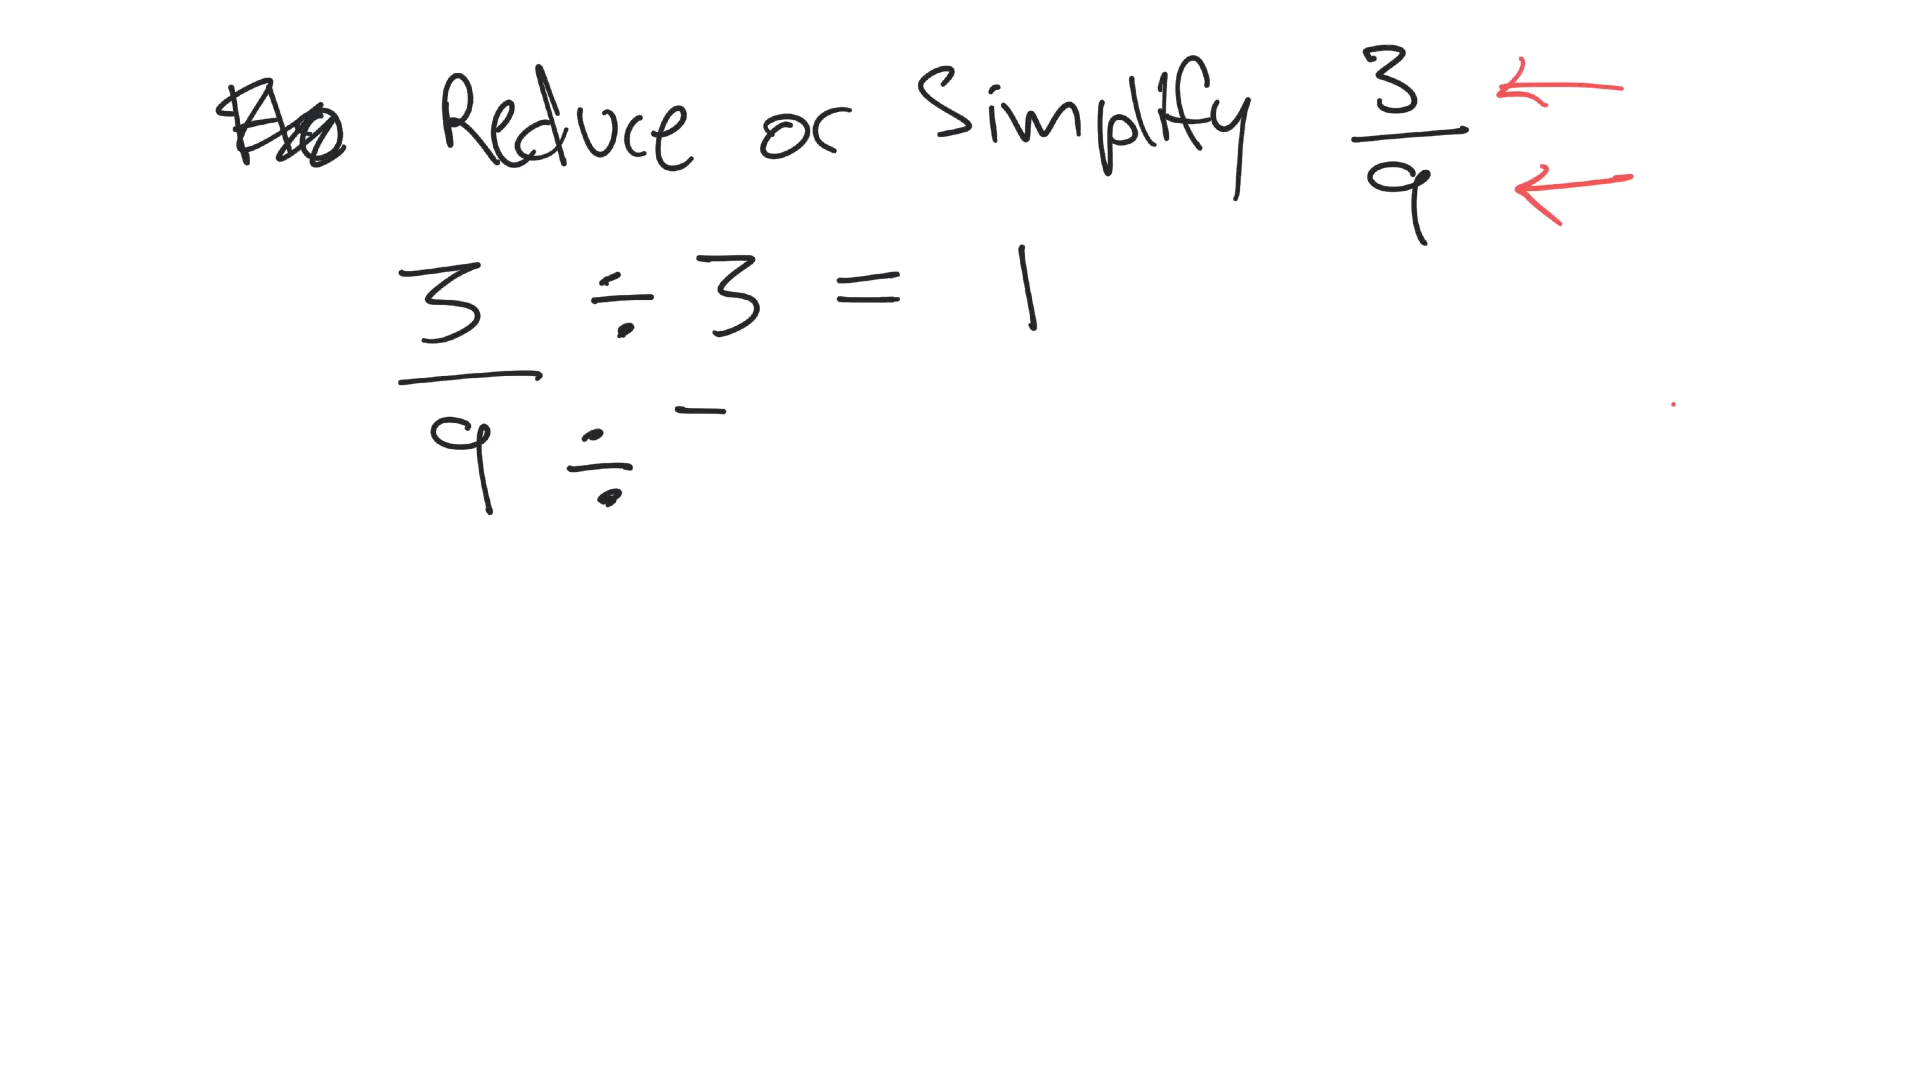 Reduce or Simplify 3/9
3 ÷ 3 = 1
9 ÷